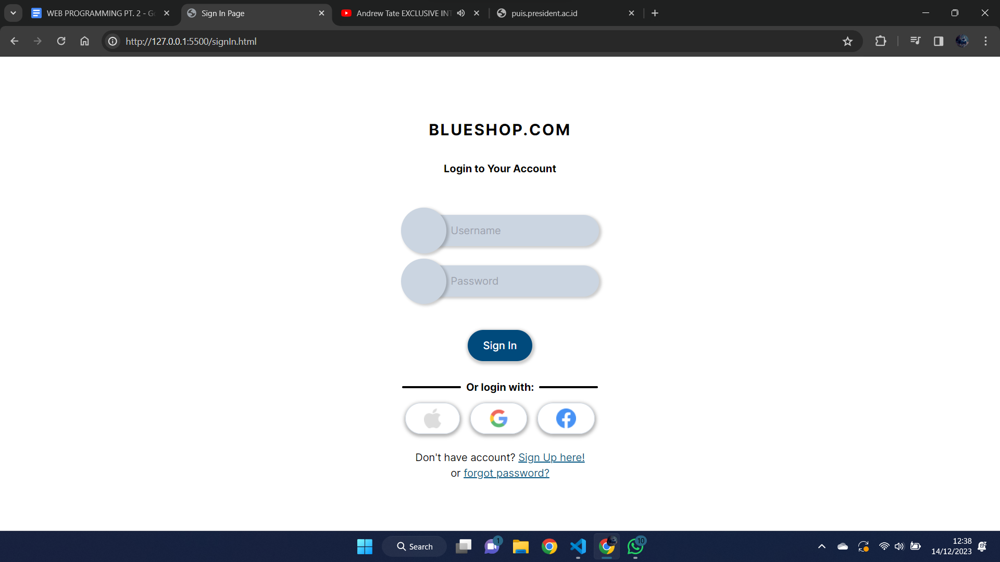 WEB PROGRAMMING PT. 2 - Go
Sign In Page
Andrew Tate EXCLUSIVE INT
puis.president.ac.id
http://127.0.0.1:5500/signIn.html
BLUESHOP.COM
Login to Your Account
Username
Password
Sign In
Or login with:
Don't have account? Sign Up here!
or forgot password?
Search
1
10
12:38
14/12/2023